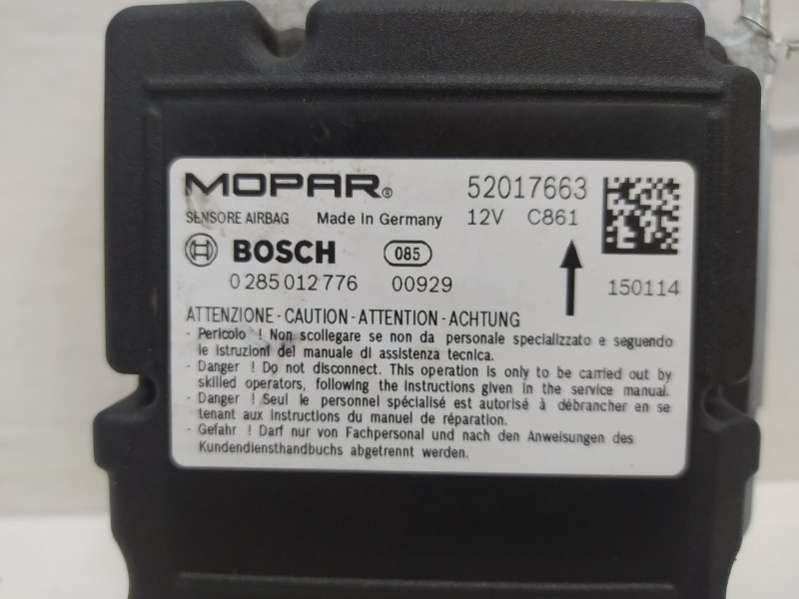 MOPAR® 52017663
SENSORE AIRBAG Made In Germany 12V C861
BOSCH 085
0 285 012 776 00929 150114
ATTENZIONE - CAUTION - ATTENTION - ACHTUNG
- Pericolo ! Non scollegare se non da personale specializzato e seguendo
le istruzioni del manuale di assistenza tecnica.
- Danger ! Do not disconnect. This operation is only to be carried out by
skilled operators, following the instructions given in the service manual.
- Danger ! Seul le personnel spécialisé est autorisé à débrancher en se
tenant aux instructions du manuel de réparation.
- Gefahr ! Darf nur von Fachpersonal und nach den Anweisungen des
Kundendiensthandbuchs abgetrennt werden.